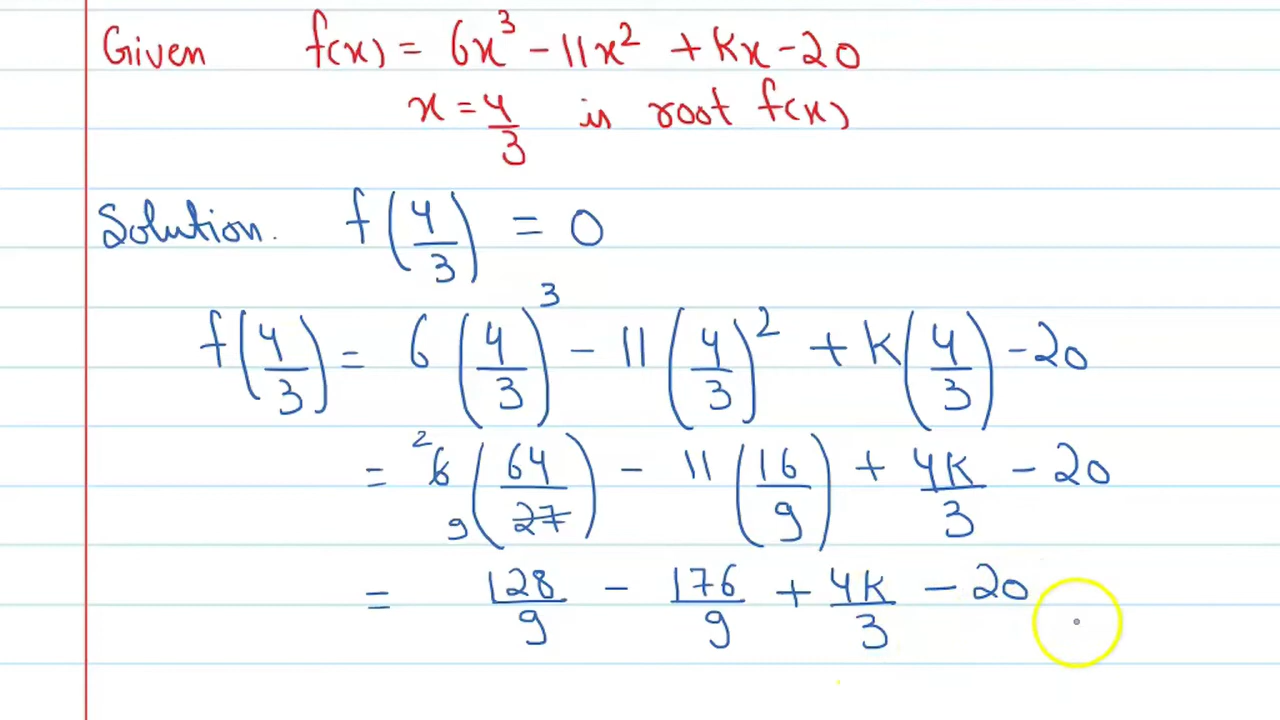 Given f(x) = 6x³ - 11x² + kx - 20
x = 4/3 is root f(x)
Solution. f(4/3) = 0
f(4/3) = 6(4/3)³ - 11(4/3)² + k(4/3) - 20
= ²6̸ ₉(64/2̸7̸) - 11(16/9) + 4k/3 - 20
= 128/9 - 176/9 + 4k/3 - 20